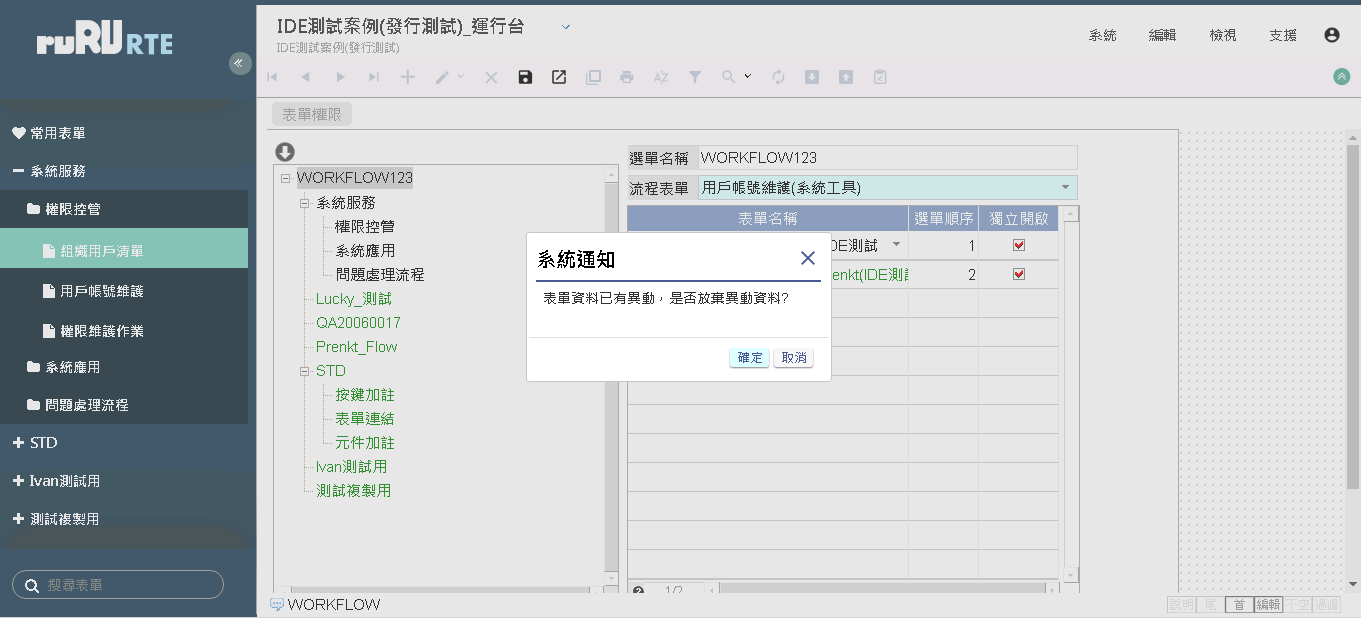 ruRU RTE
常用表單
系統服務
權限控管
組織用戶清單
用戶帳號維護
權限維護作業
系統應用
問題處理流程
STD
Ivan測試用
測試複製用
搜尋表單
IDE測試案例(發行測試)_運行台
IDE測試案例(發行測試)
系統 編輯 檢視 支援
表單權限
WORKFLOW123
系統服務
權限控管
系統應用
問題處理流程
Lucky_測試
QA20060017
Prenkt_Flow
STD
按鍵加註
表單連結
元件加註
Ivan測試用
測試複製用
選單名稱 WORKFLOW123
流程表單 用戶帳號維護(系統工具)
表單名稱 選單順序 獨立開啟
IDE測試 1
enkt(IDE測 2
系統通知
表單資料已有異動，是否放棄異動資料?
確定 取消
1/2
WORKFLOW
說明 尾 首 編輯 不空 過濾